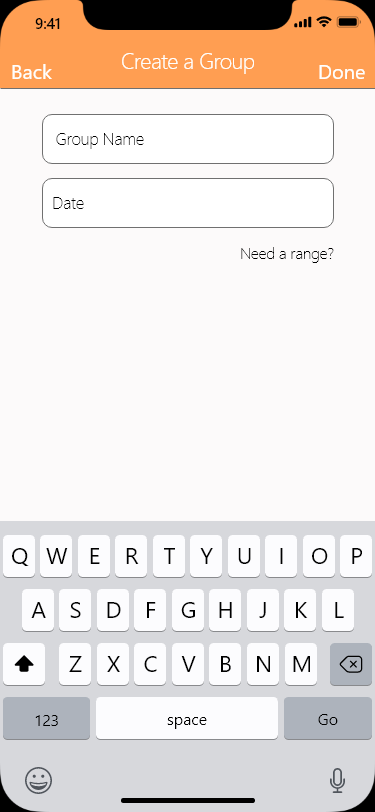 9:41
Create a Group
Back Done
Group Name
Date
Need a range?
Q W E R T Y U I O P
A S D F G H J K L
Z X C V B N M
123 space Go